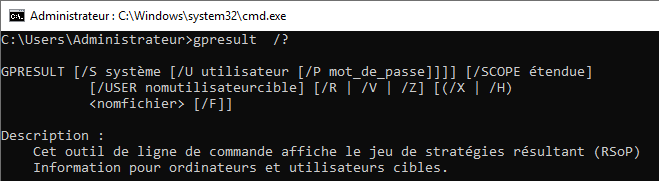 Administrateur : C:\Windows\system32\cmd.exe
C:\Users\Administrateur>gpresult  /?
GPRESULT [/S système [/U utilisateur [/P mot_de_passe]]]] [/SCOPE étendue]
[/USER nomutilisateurcible] [/R | /V | /Z] [(/X | /H)
<nomfichier> [/F]]
Description :
Cet outil de ligne de commande affiche le jeu de stratégies résultant (RSoP)
Information pour ordinateurs et utilisateurs cibles.